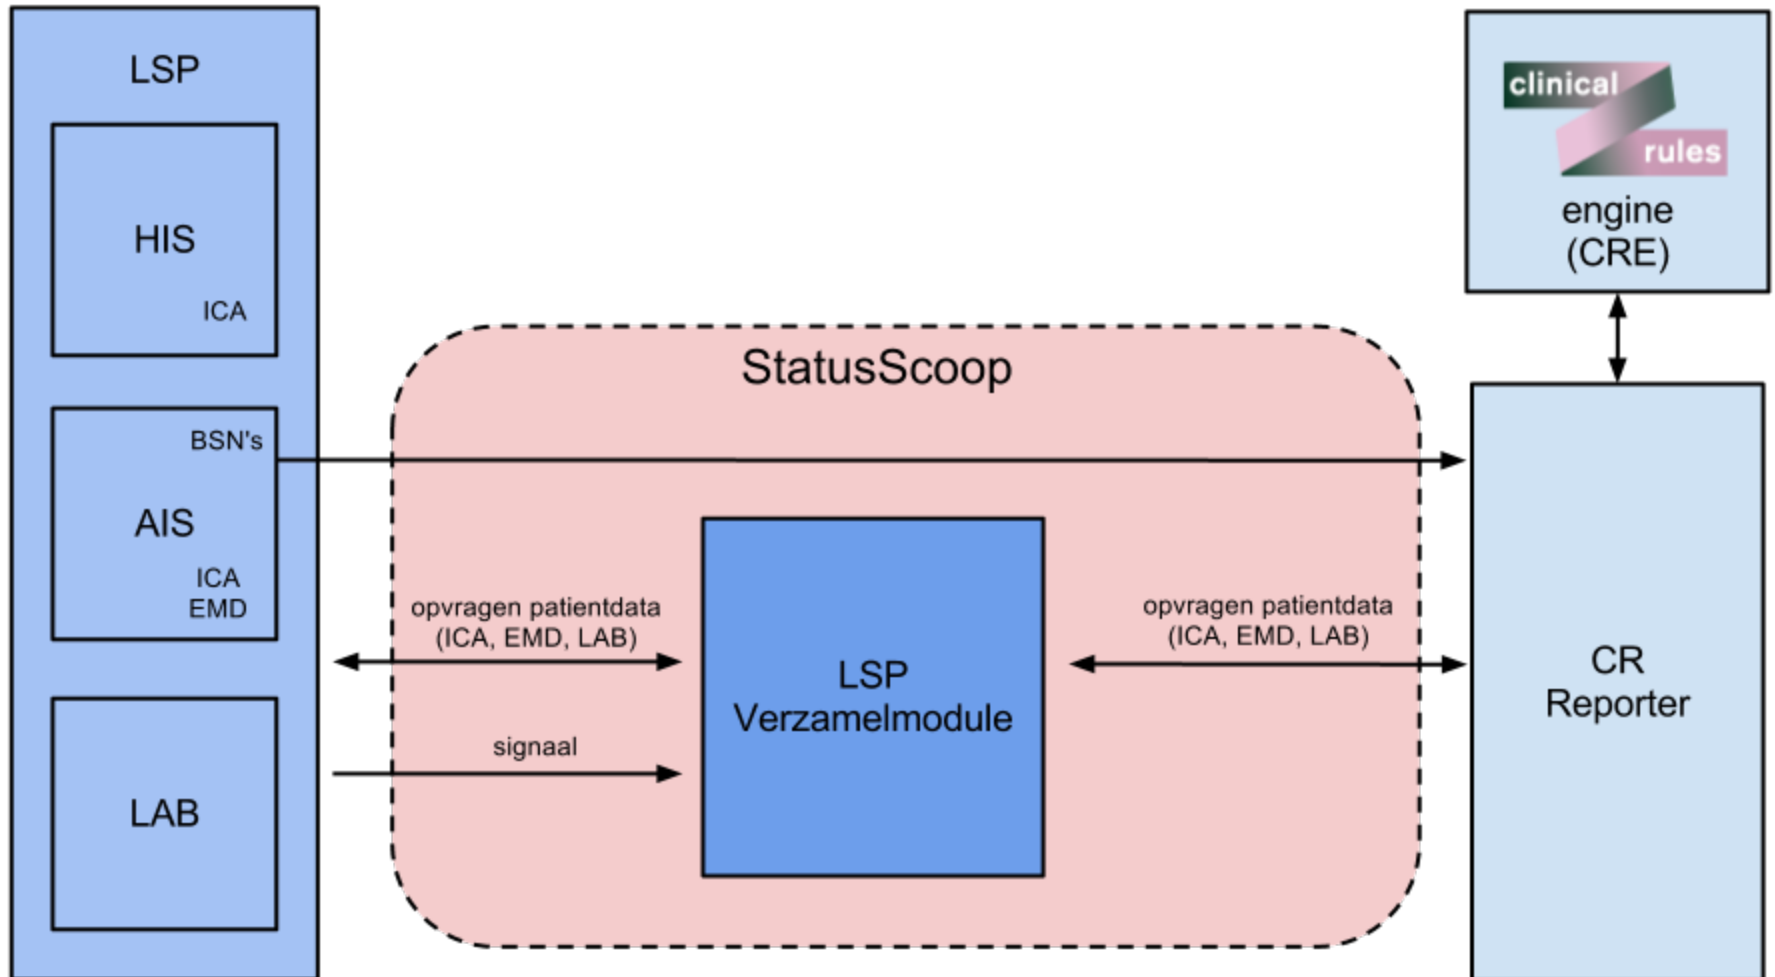 LSP
HIS
ICA
BSN's
AIS
ICA
EMD
LAB
StatusScoop
opvragen patientdata
(ICA, EMD, LAB)
signaal
LSP
Verzamelmodule
opvragen patientdata
(ICA, EMD, LAB)
clinical
rules
engine
(CRE)
CR
Reporter